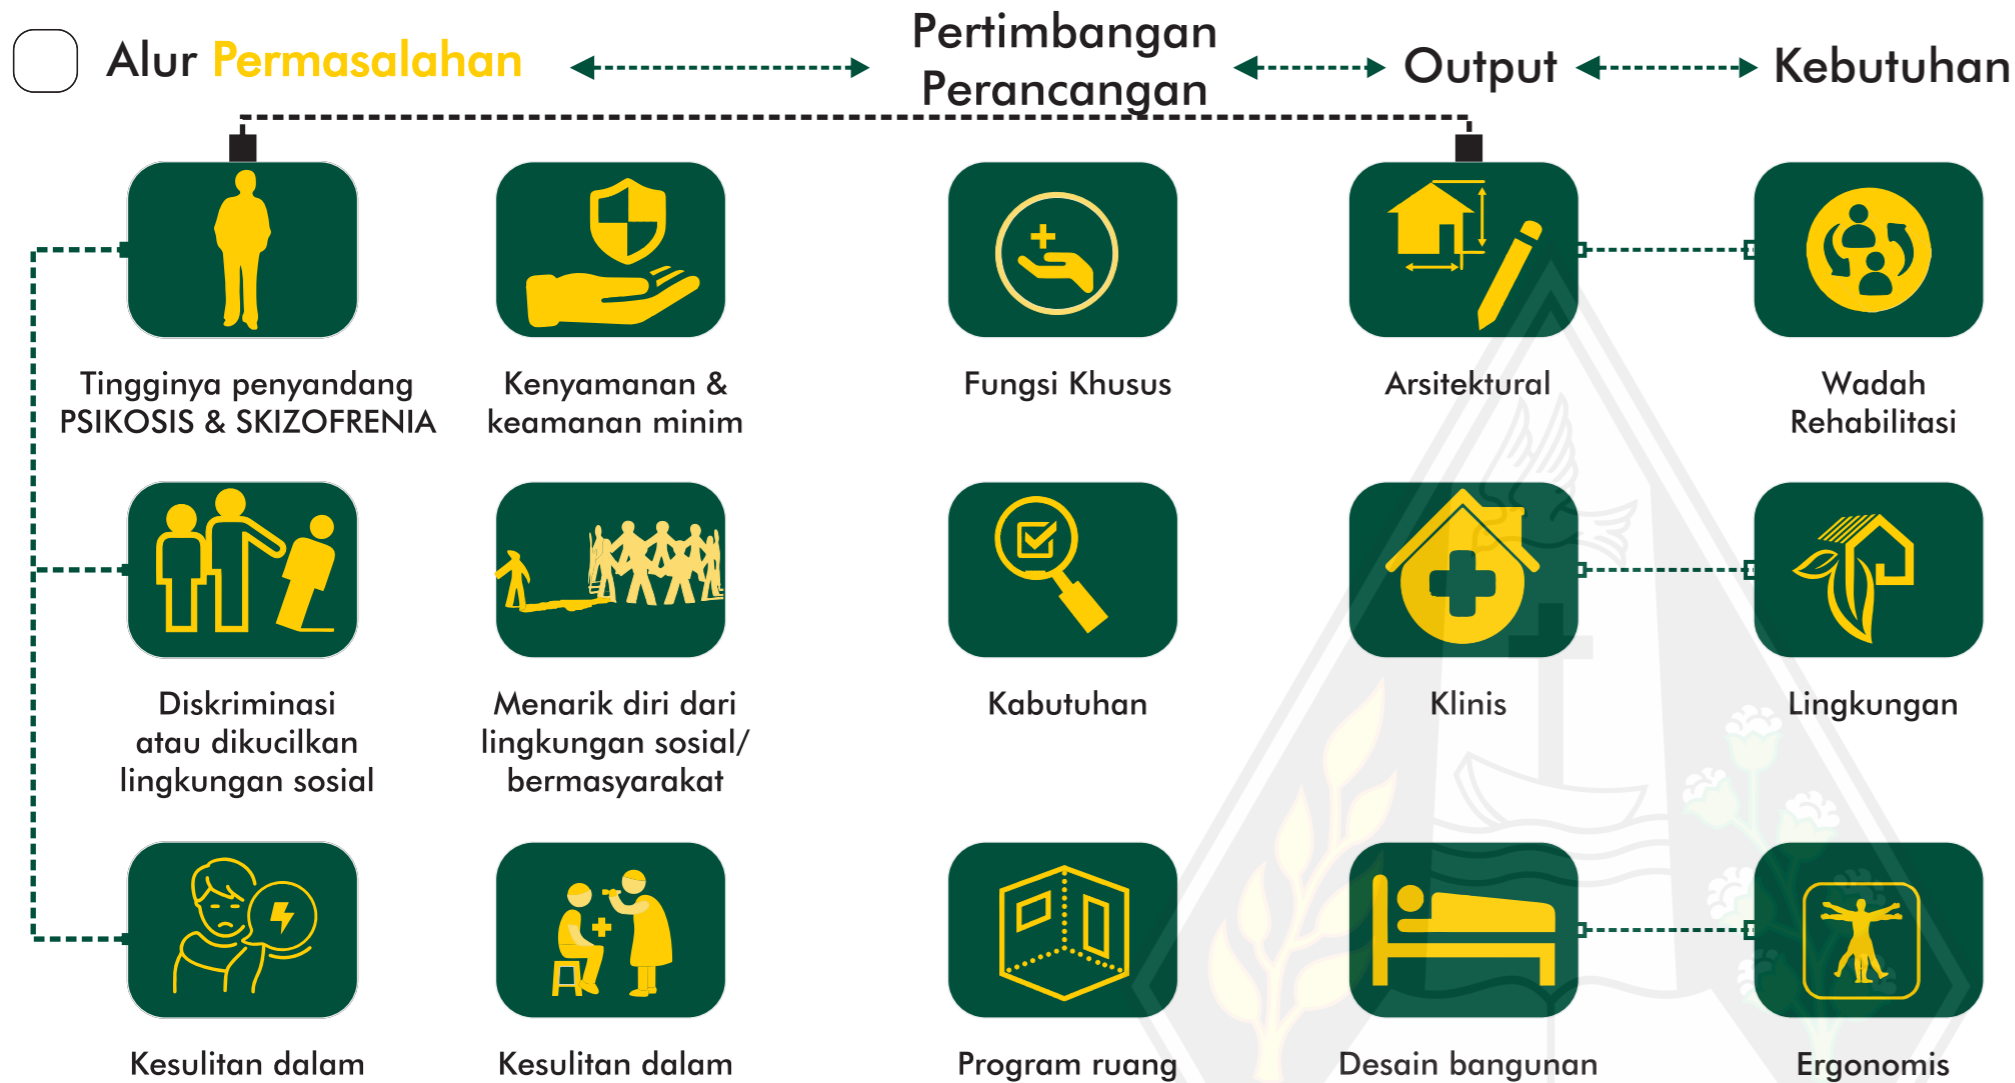 Alur Permasalahan
Pertimbangan
Perancangan
Output
Kebutuhan
Tingginya penyandang
PSIKOSIS & SKIZOFRENIA
Kenyamanan &
keamanan minim
Fungsi Khusus
Arsitektural
Wadah
Rehabilitasi
Diskriminasi
atau dikucilkan
lingkungan sosial
Menarik diri dari
lingkungan sosial/
bermasyarakat
Kabutuhan
Klinis
Lingkungan
Kesulitan dalam
Kesulitan dalam
Program ruang
Desain bangunan
Ergonomis